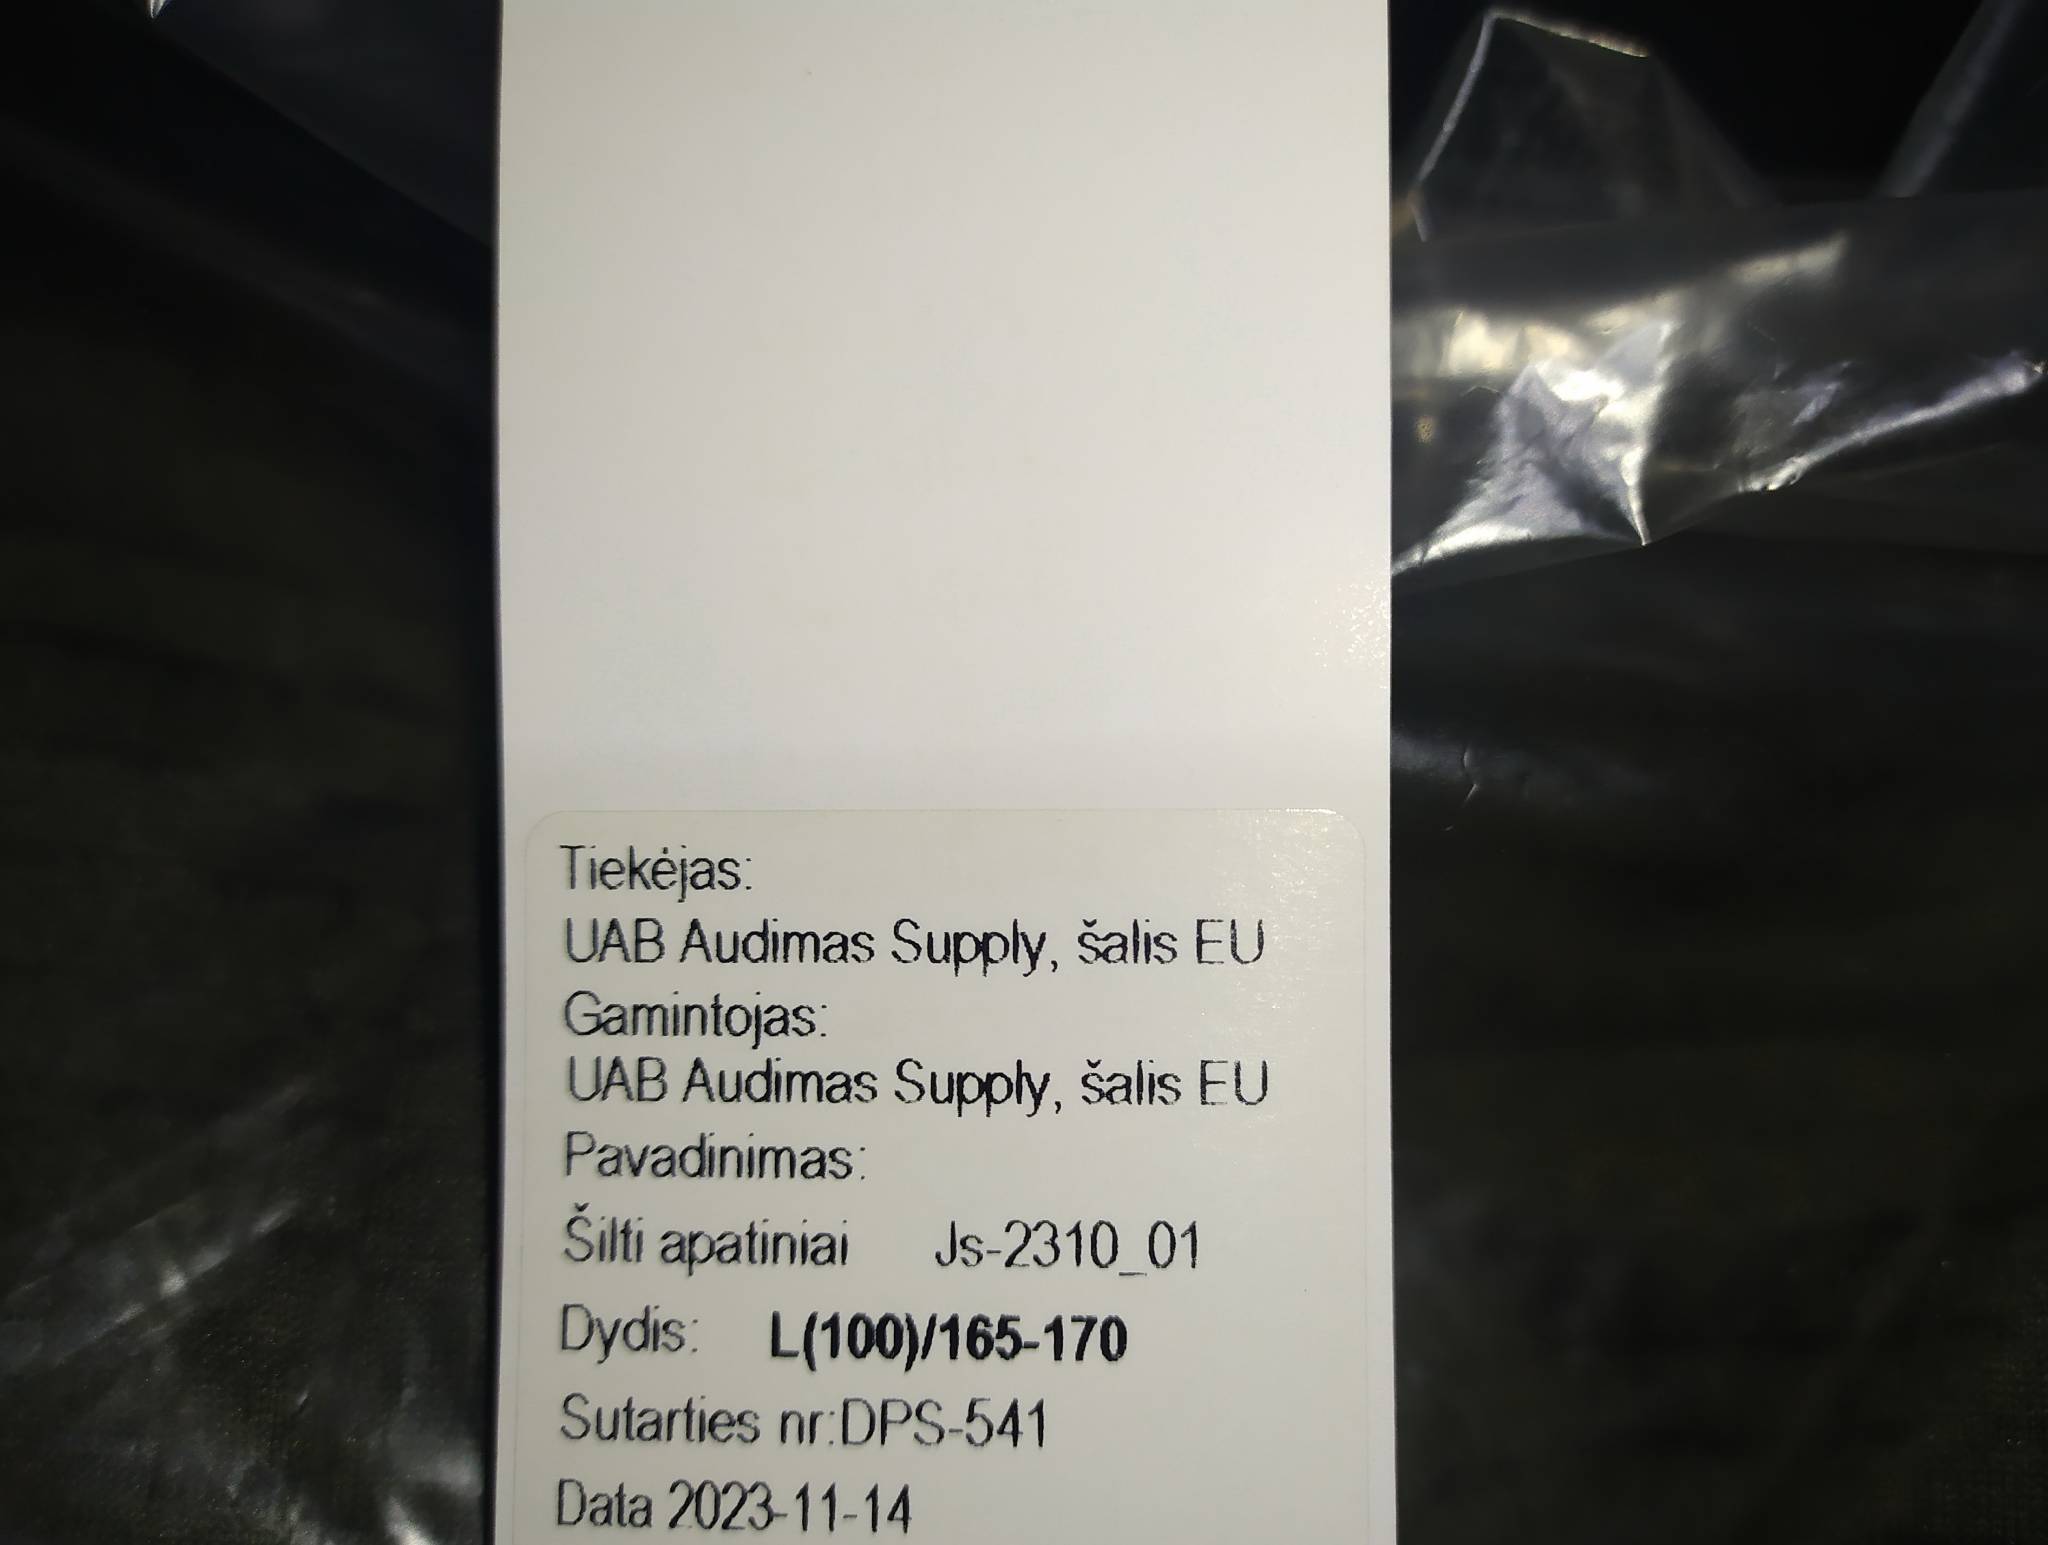 Tiekėjas:
UAB Audimas Supply, šalis EU
Gamintojas:
UAB Audimas Supply, šalis EU
Pavadinimas:
Šilti apatiniai Js-2310_01
Dydis: L(100)/165-170
Sutarties nr:DPS-541
Data 2023-11-14